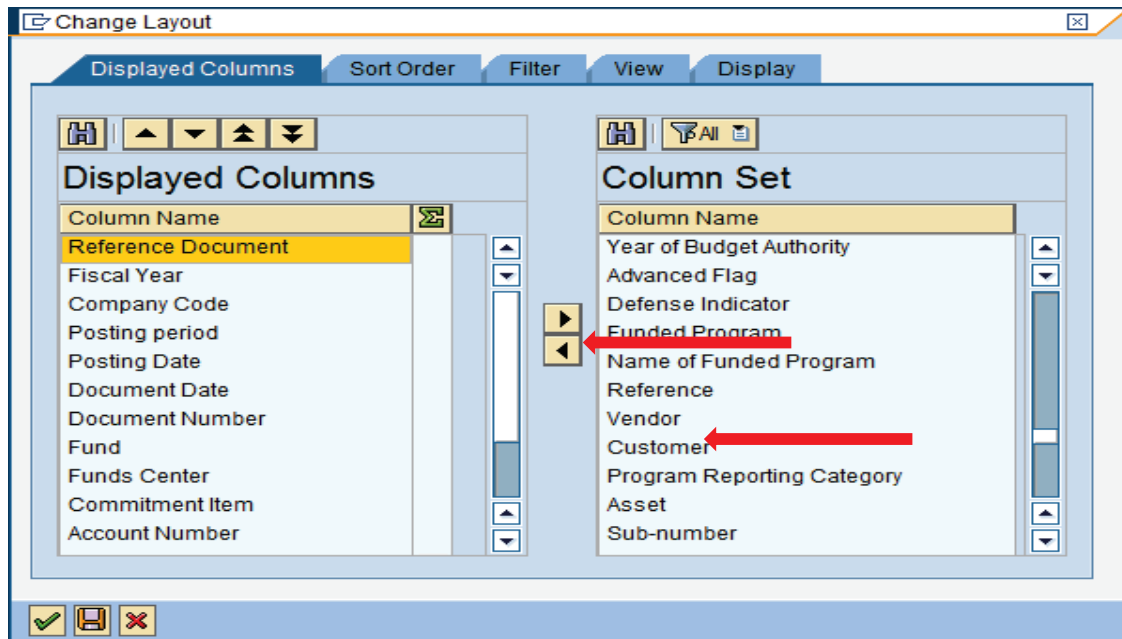 Change Layout
Displayed Columns Sort Order Filter View Display
All
Displayed Columns
Column Name
Reference Document
Fiscal Year
Company Code
Posting period
Posting Date
Document Date
Document Number
Fund
Funds Center
Commitment Item
Account Number
Column Set
Column Name
Year of Budget Authority
Advanced Flag
Defense Indicator
Funded Program
Name of Funded Program
Reference
Vendor
Customer
Program Reporting Category
Asset
Sub-number